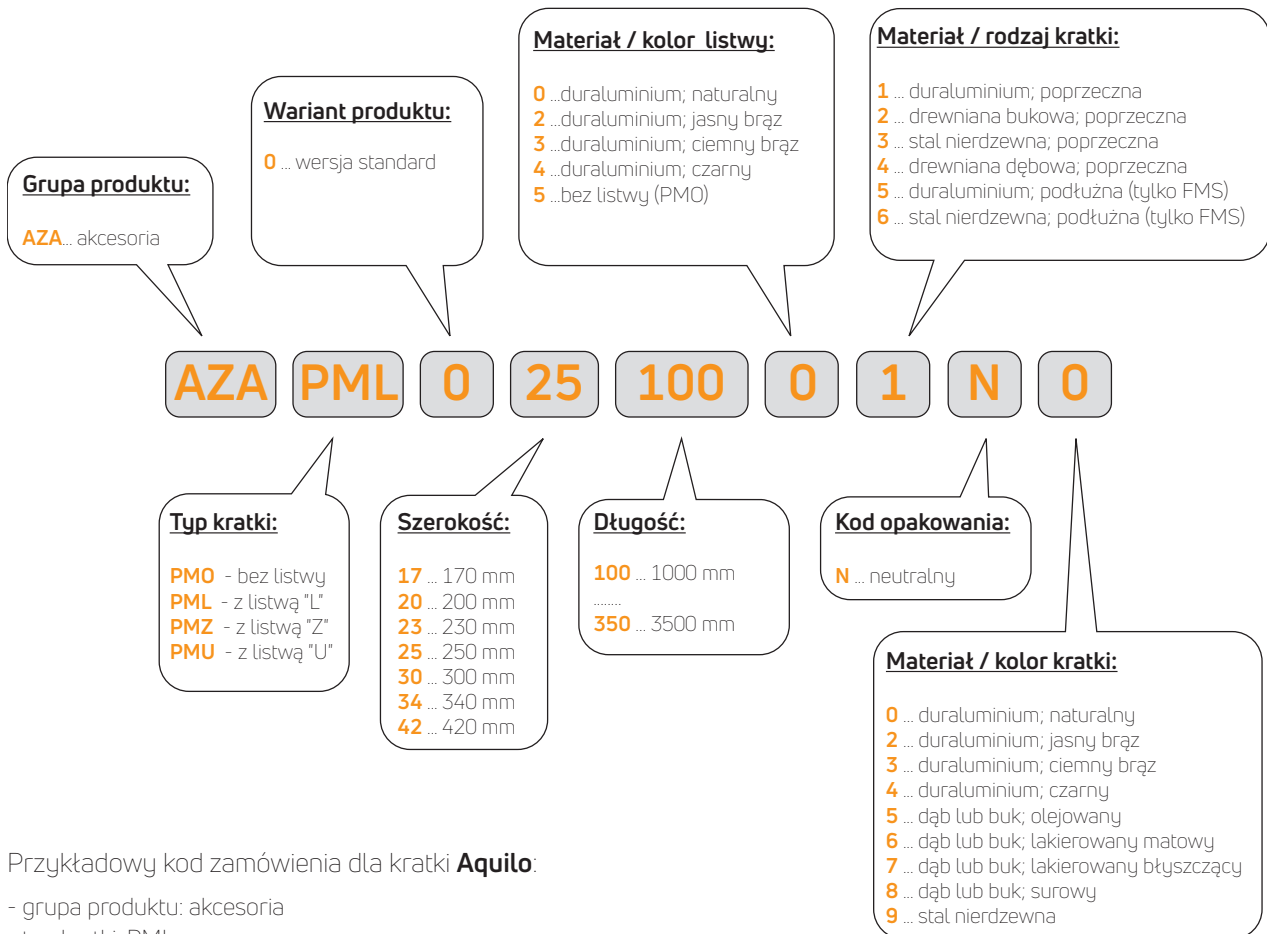 Materiał / kolor listwy:
0 ...duraluminium; naturalny
2 ...duraluminium; jasny brąz
3 ...duraluminium; ciemny brąz
4 ...duraluminium; czarny
5 ...bez listwy (PMO)
Materiał / rodzaj kratki:
1 ... duraluminium; poprzeczna
2 ... drewniana bukowa; poprzeczna
3 ... stal nierdzewna; poprzeczna
4 ... drewniana dębowa; poprzeczna
5 ... duraluminium; podłużna (tylko FMS)
6 ... stal nierdzewna; podłużna (tylko FMS)
Wariant produktu:
0 ... wersja standard
Grupa produktu:
AZA... akcesoria
AZA PML 0 25 100 0 1 N 0
Typ kratki:
PMO - bez listwy
PML - z listwą "L"
PMZ - z listwą "Z"
PMU - z listwą "U"
Szerokość:
17 ... 170 mm
20 ... 200 mm
23 ... 230 mm
25 ... 250 mm
30 ... 300 mm
34 ... 340 mm
42 ... 420 mm
Długość:
100 ... 1000 mm
........
350 ... 3500 mm
Kod opakowania:
N ... neutralny
Materiał / kolor kratki:
0 ... duraluminium; naturalny
2 ... duraluminium; jasny brąz
3 ... duraluminium; ciemny brąz
4 ... duraluminium; czarny
5 ... dąb lub buk; olejowany
6 ... dąb lub buk; lakierowany matowy
7 ... dąb lub buk; lakierowany błyszczący
8 ... dąb lub buk; surowy
9 ... stal nierdzewna
Przykładowy kod zamówienia dla kratki Aquilo:
- grupa produktu: akcesoria